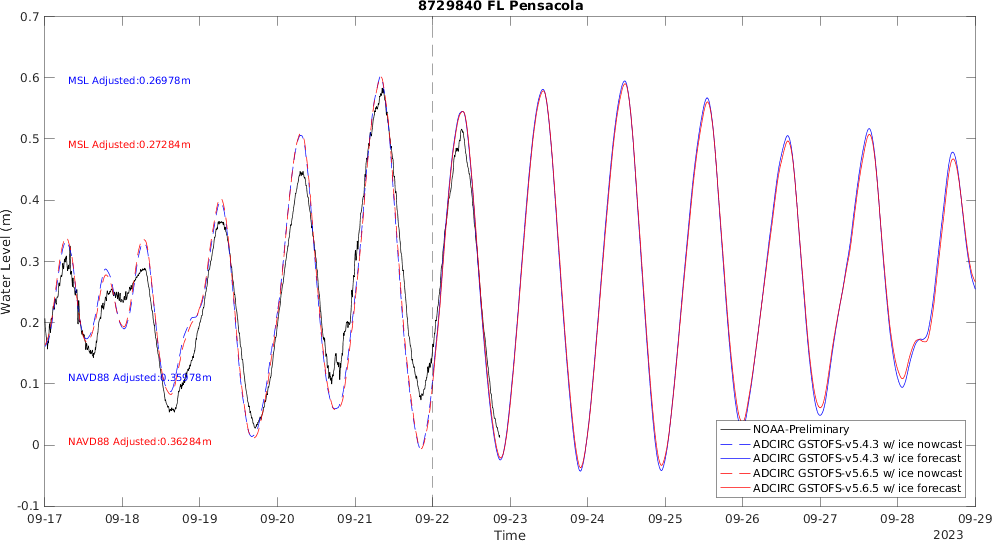 8729840 FL Pensacola
0.7
0.6
0.5
0.4
0.3
0.2
0.1
0
-0.1
Water Level (m)
MSL Adjusted:0.26978m
MSL Adjusted:0.27284m
NAVD88 Adjusted:0.35978m
NAVD88 Adjusted:0.36284m
NOAA-Preliminary
ADCIRC GSTOFS-v5.4.3 w/ ice nowcast
ADCIRC GSTOFS-v5.4.3 w/ ice forecast
ADCIRC GSTOFS-v5.6.5 w/ ice nowcast
ADCIRC GSTOFS-v5.6.5 w/ ice forecast
09-17 09-18 09-19 09-20 09-21 09-22 09-23 09-24 09-25 09-26 09-27 09-28 09-29
Time
2023